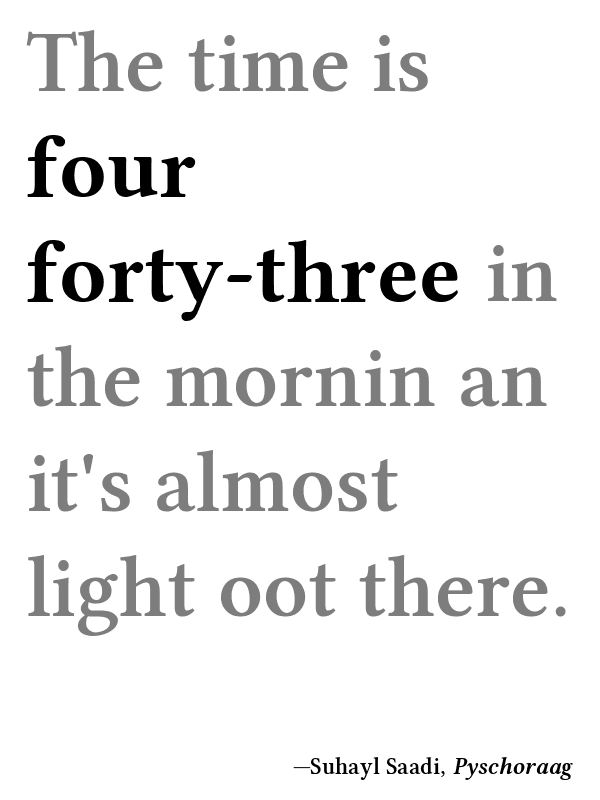 The time is
four
forty-three in
the mornin an
it's almost
light oot there.
—Suhayl Saadi, Pyschoraag